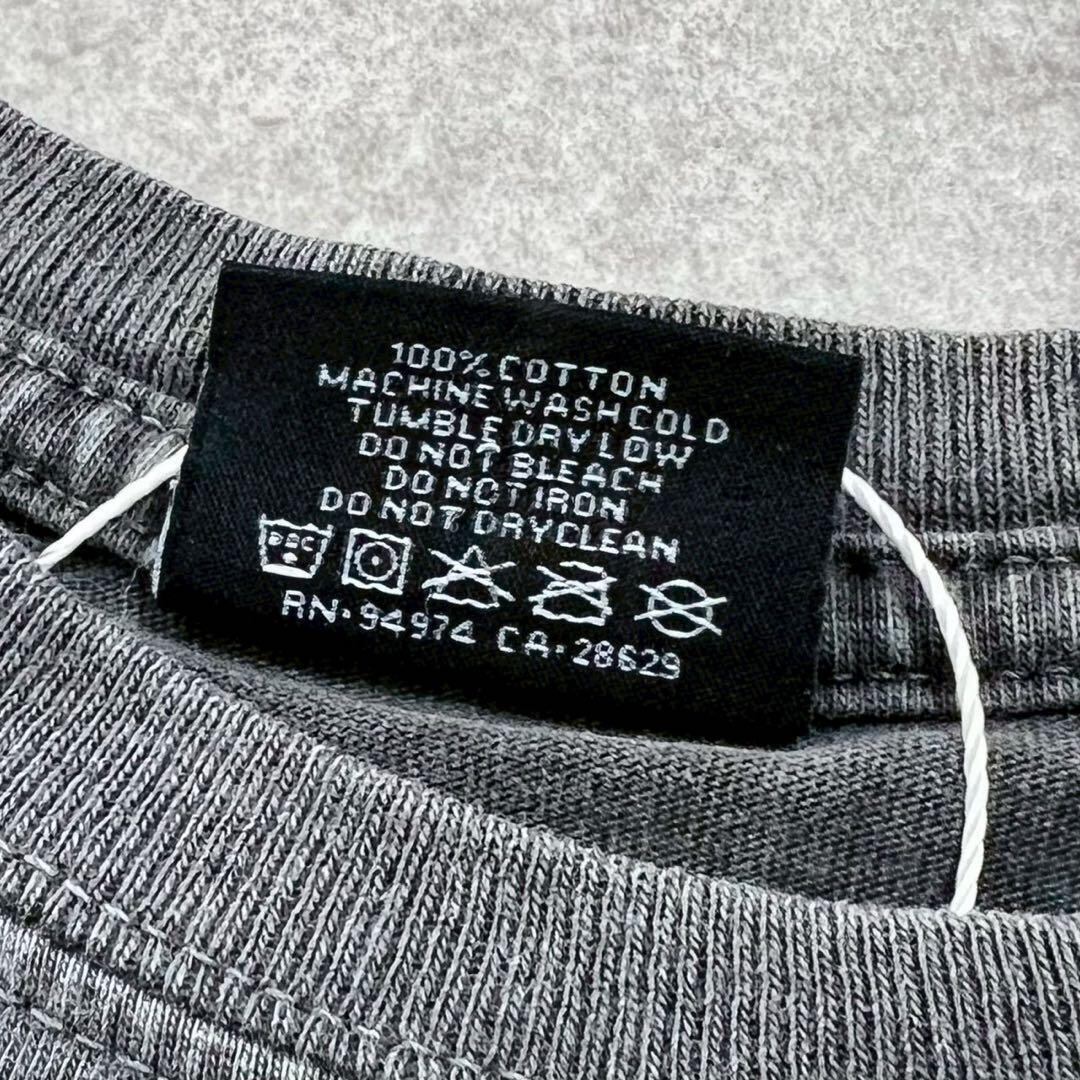 100% COTTON
MACHINE WASH COLD
TUMBLE DRY LOW
DO NOT BLEACH
DO NOT IRON
DO NOT DRYCLEAN
RN. 94974 CA. 28629